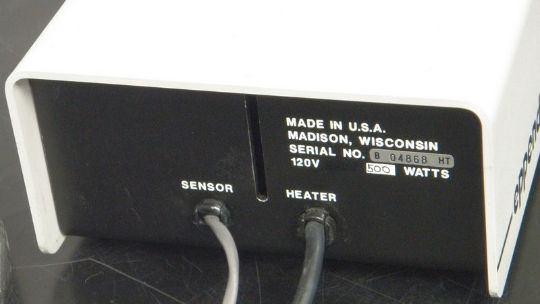 MADE IN U.S.A.
MADISON, WISCONSIN
SERIAL NO. B 04868 HT
120V 500 WATTS
SENSOR HEATER